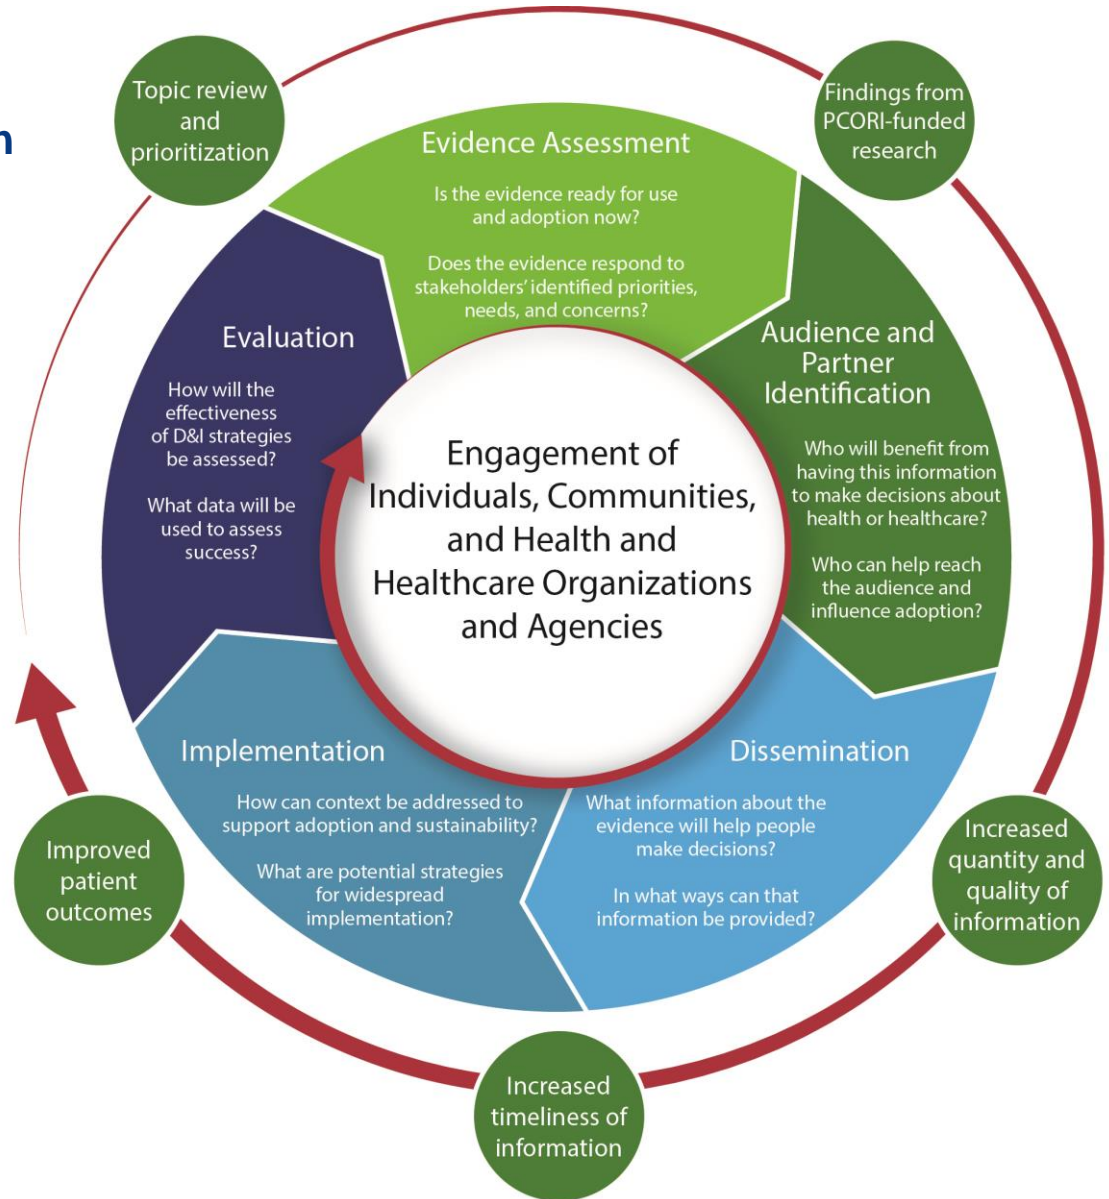 Topic review
and
prioritization
Findings from
PCORI-funded
research
Evidence Assessment
Is the evidence ready for use
and adoption now?
Does the evidence respond to
stakeholders’ identified priorities,
needs, and concerns?
Audience and
Partner
Identification
Who will benefit from
having this information
to make decisions about
health or healthcare?
Who can help reach
the audience and
influence adoption?
Dissemination
What information about the
evidence will help people
make decisions?
In what ways can that
information be provided?
Implementation
How can context be addressed to
support adoption and sustainability?
What are potential strategies
for widespread
implementation?
Evaluation
How will the
effectiveness
of D&I strategies
be assessed?
What data will be
used to assess
success?
Engagement of
Individuals, Communities,
and Health and
Healthcare Organizations
and Agencies
Increased
quantity and
quality of
information
Increased
timeliness of
information
Improved
patient
outcomes